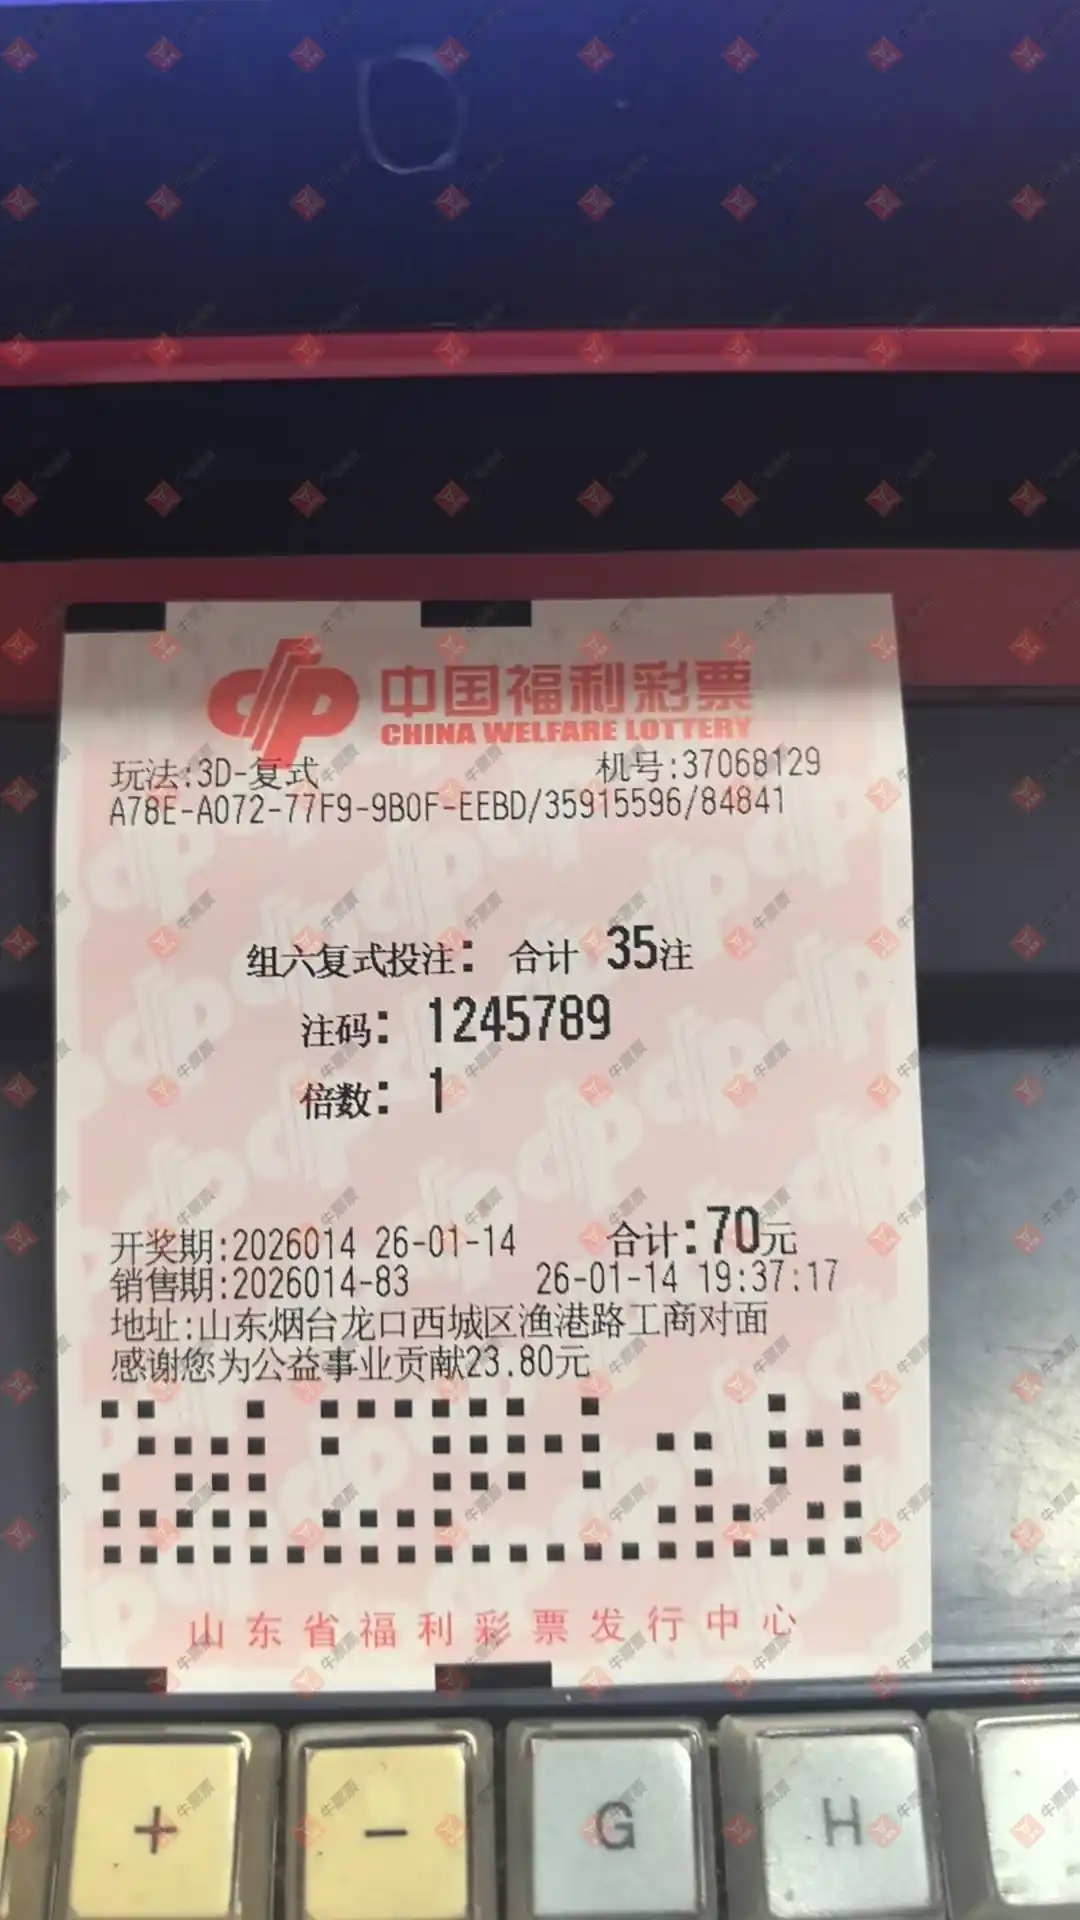 中国福利彩票
CHINA WELFARE LOTTERY
玩法:3D-复式 机号:37068129
A78E-A072-77F9-9B0F-EEBD/35915596/84841
组六复式投注: 合计 35注
注码: 1245789
倍数: 1
开奖期:2026014 26-01-14 合计:70元
销售期:2026014-83 26-01-14 19:37:17
地址:山东烟台龙口西城区渔港路工商对面
感谢您为公益事业贡献23.80元
山东省福利彩票发行中心
+ - G H
牛票票